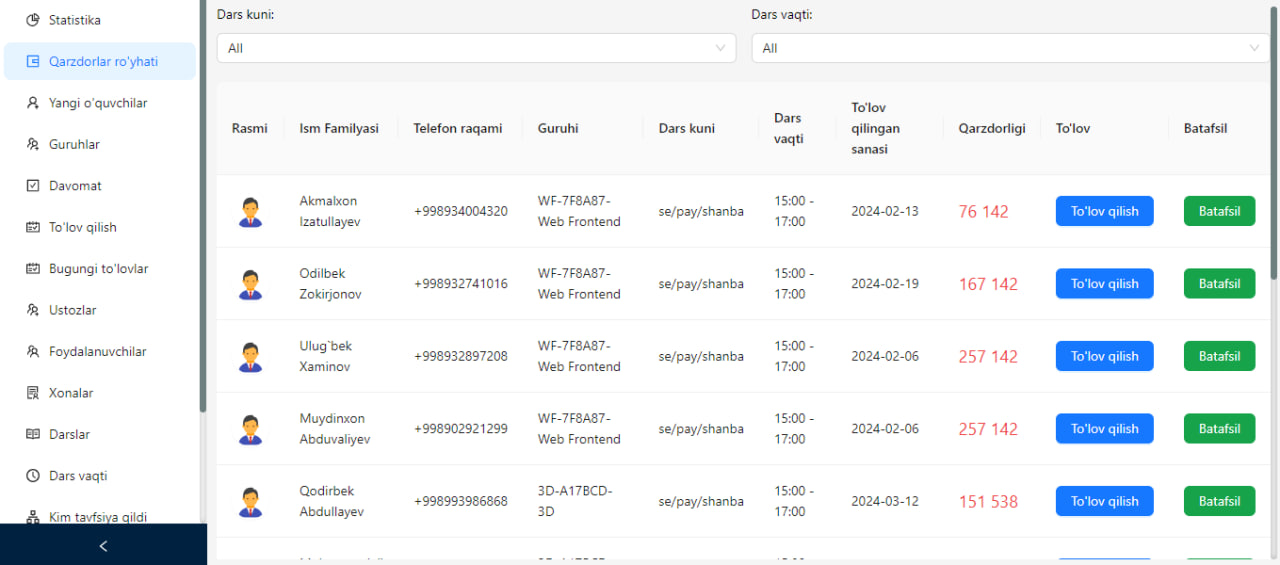 Statistika
Qarzdorlar ro'yhati
Yangi o'quvchilar
Guruhlar
Davomat
To'lov qilish
Bugungi to'lovlar
Ustozlar
Foydalanuvchilar
Xonalar
Darslar
Dars vaqti
Kim tavfsiya qildi
Dars kuni:
Dars vaqti:
All
All
Rasmi
Ism Familyasi
Telefon raqami
Guruhi
Dars kuni
Dars
vaqti
To'lov
qilingan
sanasi
Qarzdorligi
To'lov
Batafsil
Akmalxon
Izatullayev
+998934004320
WF-7F8A87-
Web Frontend
se/pay/shanba
15:00 -
17:00
2024-02-13
76 142
To'lov qilish
Batafsil
Odilbek
Zokirjonov
+998932741016
WF-7F8A87-
Web Frontend
se/pay/shanba
15:00 -
17:00
2024-02-19
167 142
To'lov qilish
Batafsil
Ulug`bek
Xaminov
+998932897208
WF-7F8A87-
Web Frontend
se/pay/shanba
15:00 -
17:00
2024-02-06
257 142
To'lov qilish
Batafsil
Muydinxon
Abduvaliyev
+998902921299
WF-7F8A87-
Web Frontend
se/pay/shanba
15:00 -
17:00
2024-02-06
257 142
To'lov qilish
Batafsil
Qodirbek
Abdullayev
+998993986868
3D-A17BCD-
3D
se/pay/shanba
15:00 -
17:00
2024-03-12
151 538
To'lov qilish
Batafsil